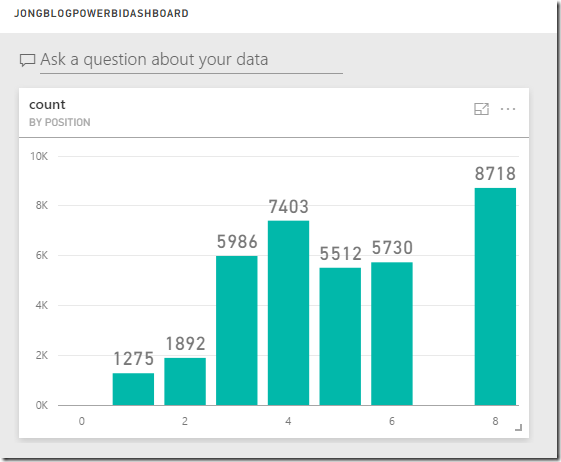 JONGBLOGPOWERBIDASHBOARD
Ask a question about your data
count
BY POSITION
10K
8K
6K
4K
2K
0K
1275
1892
5986
7403
5512
5730
8718
0 2 4 6 8